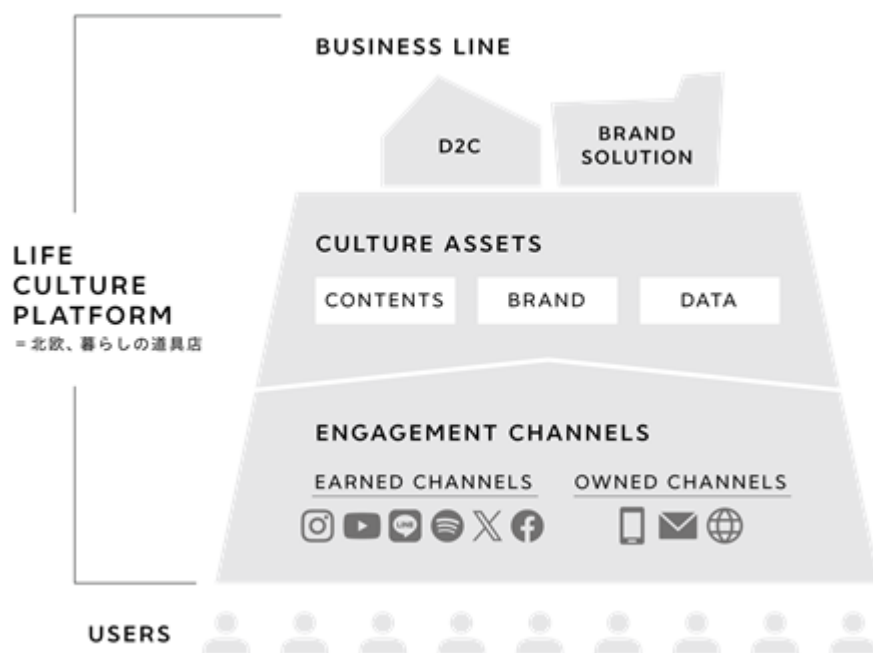 BUSINESS LINE
D2C
BRAND
SOLUTION
LIFE
CULTURE
PLATFORM
=北欧、暮らしの道具店
CULTURE ASSETS
CONTENTS
BRAND
DATA
ENGAGEMENT CHANNELS
EARNED CHANNELS
OWNED CHANNELS
LINE
USERS